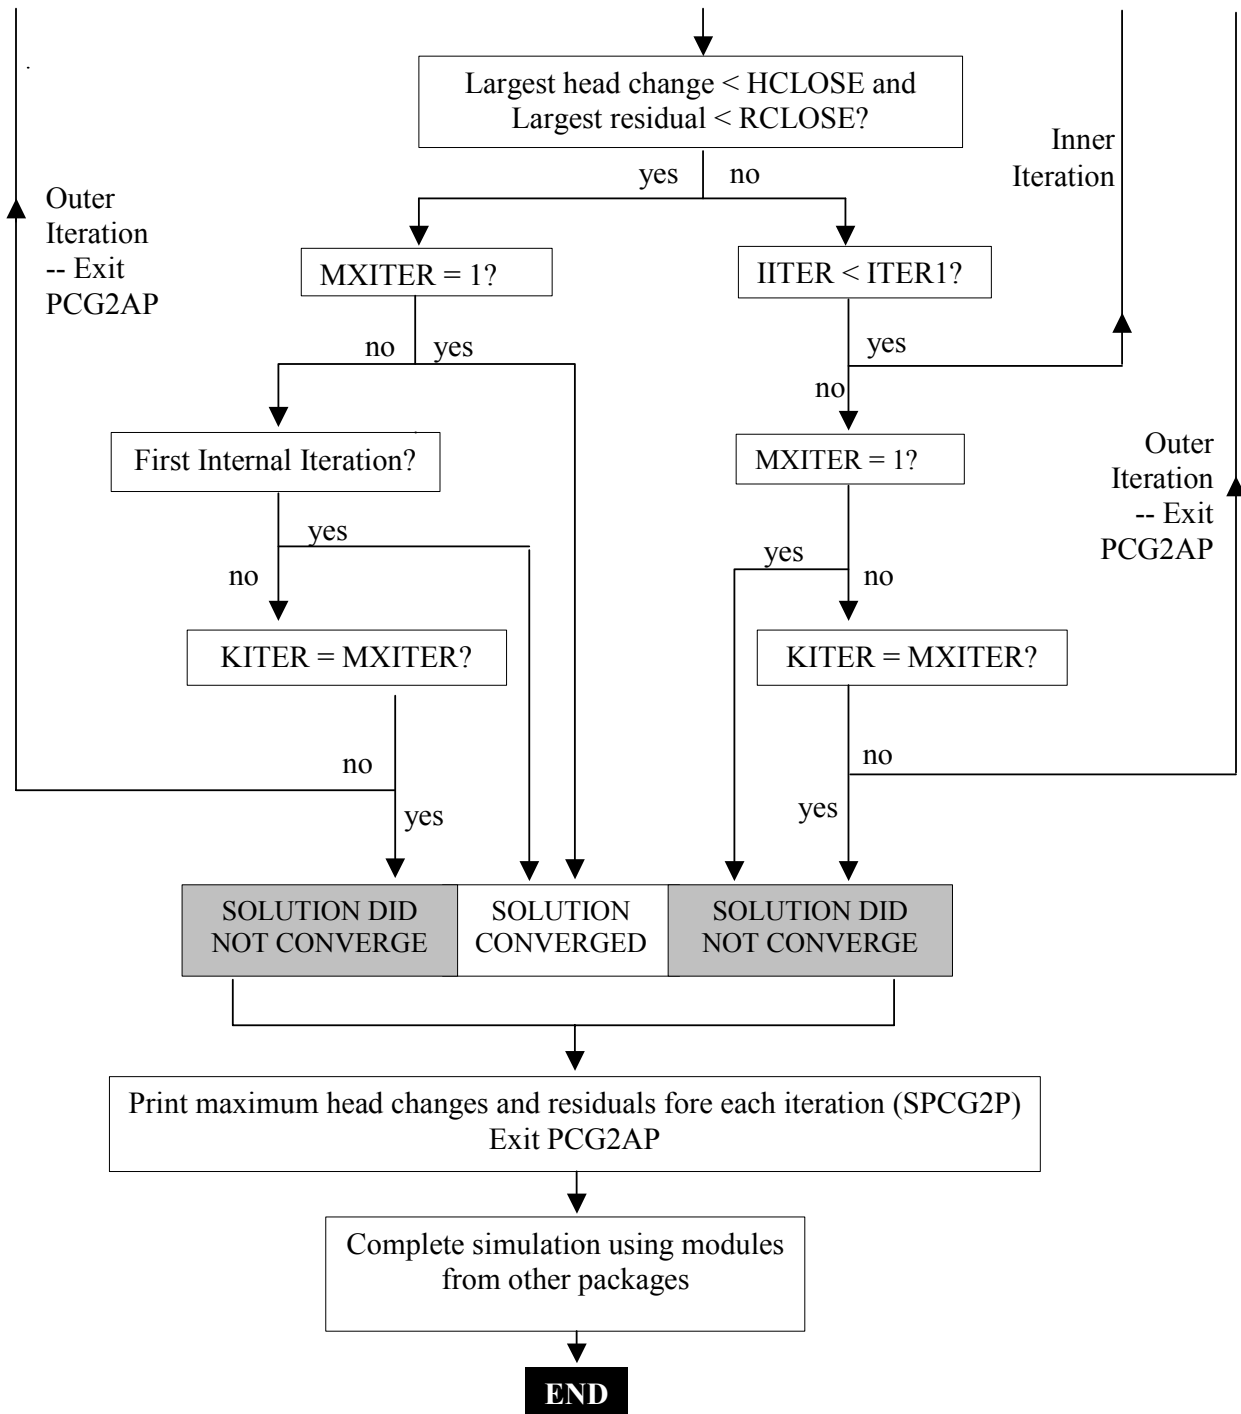 Largest head change < HCLOSE and
Largest residual < RCLOSE?
Inner
Iteration
yes
no
Outer
Iteration
-- Exit
PCG2AP
MXITER = 1?
IITER < ITER1?
no
yes
yes
no
First Internal Iteration?
MXITER = 1?
Outer
Iteration
-- Exit
PCG2AP
yes
no
yes
no
KITER = MXITER?
KITER = MXITER?
no
yes
no
yes
SOLUTION DID
NOT CONVERGE
SOLUTION
CONVERGED
SOLUTION DID
NOT CONVERGE
Print maximum head changes and residuals fore each iteration (SPCG2P)
Exit PCG2AP
Complete simulation using modules
from other packages
END